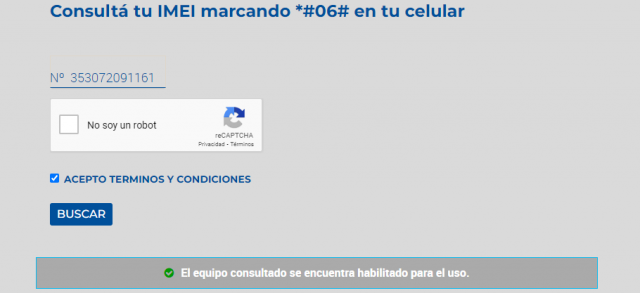 Consultá tu IMEI marcando *#06# en tu celular
Nº 353072091161
No soy un robot
reCAPTCHA
Privacidad • Términos
ACEPTO TERMINOS Y CONDICIONES
BUSCAR
El equipo consultado se encuentra habilitado para el uso.